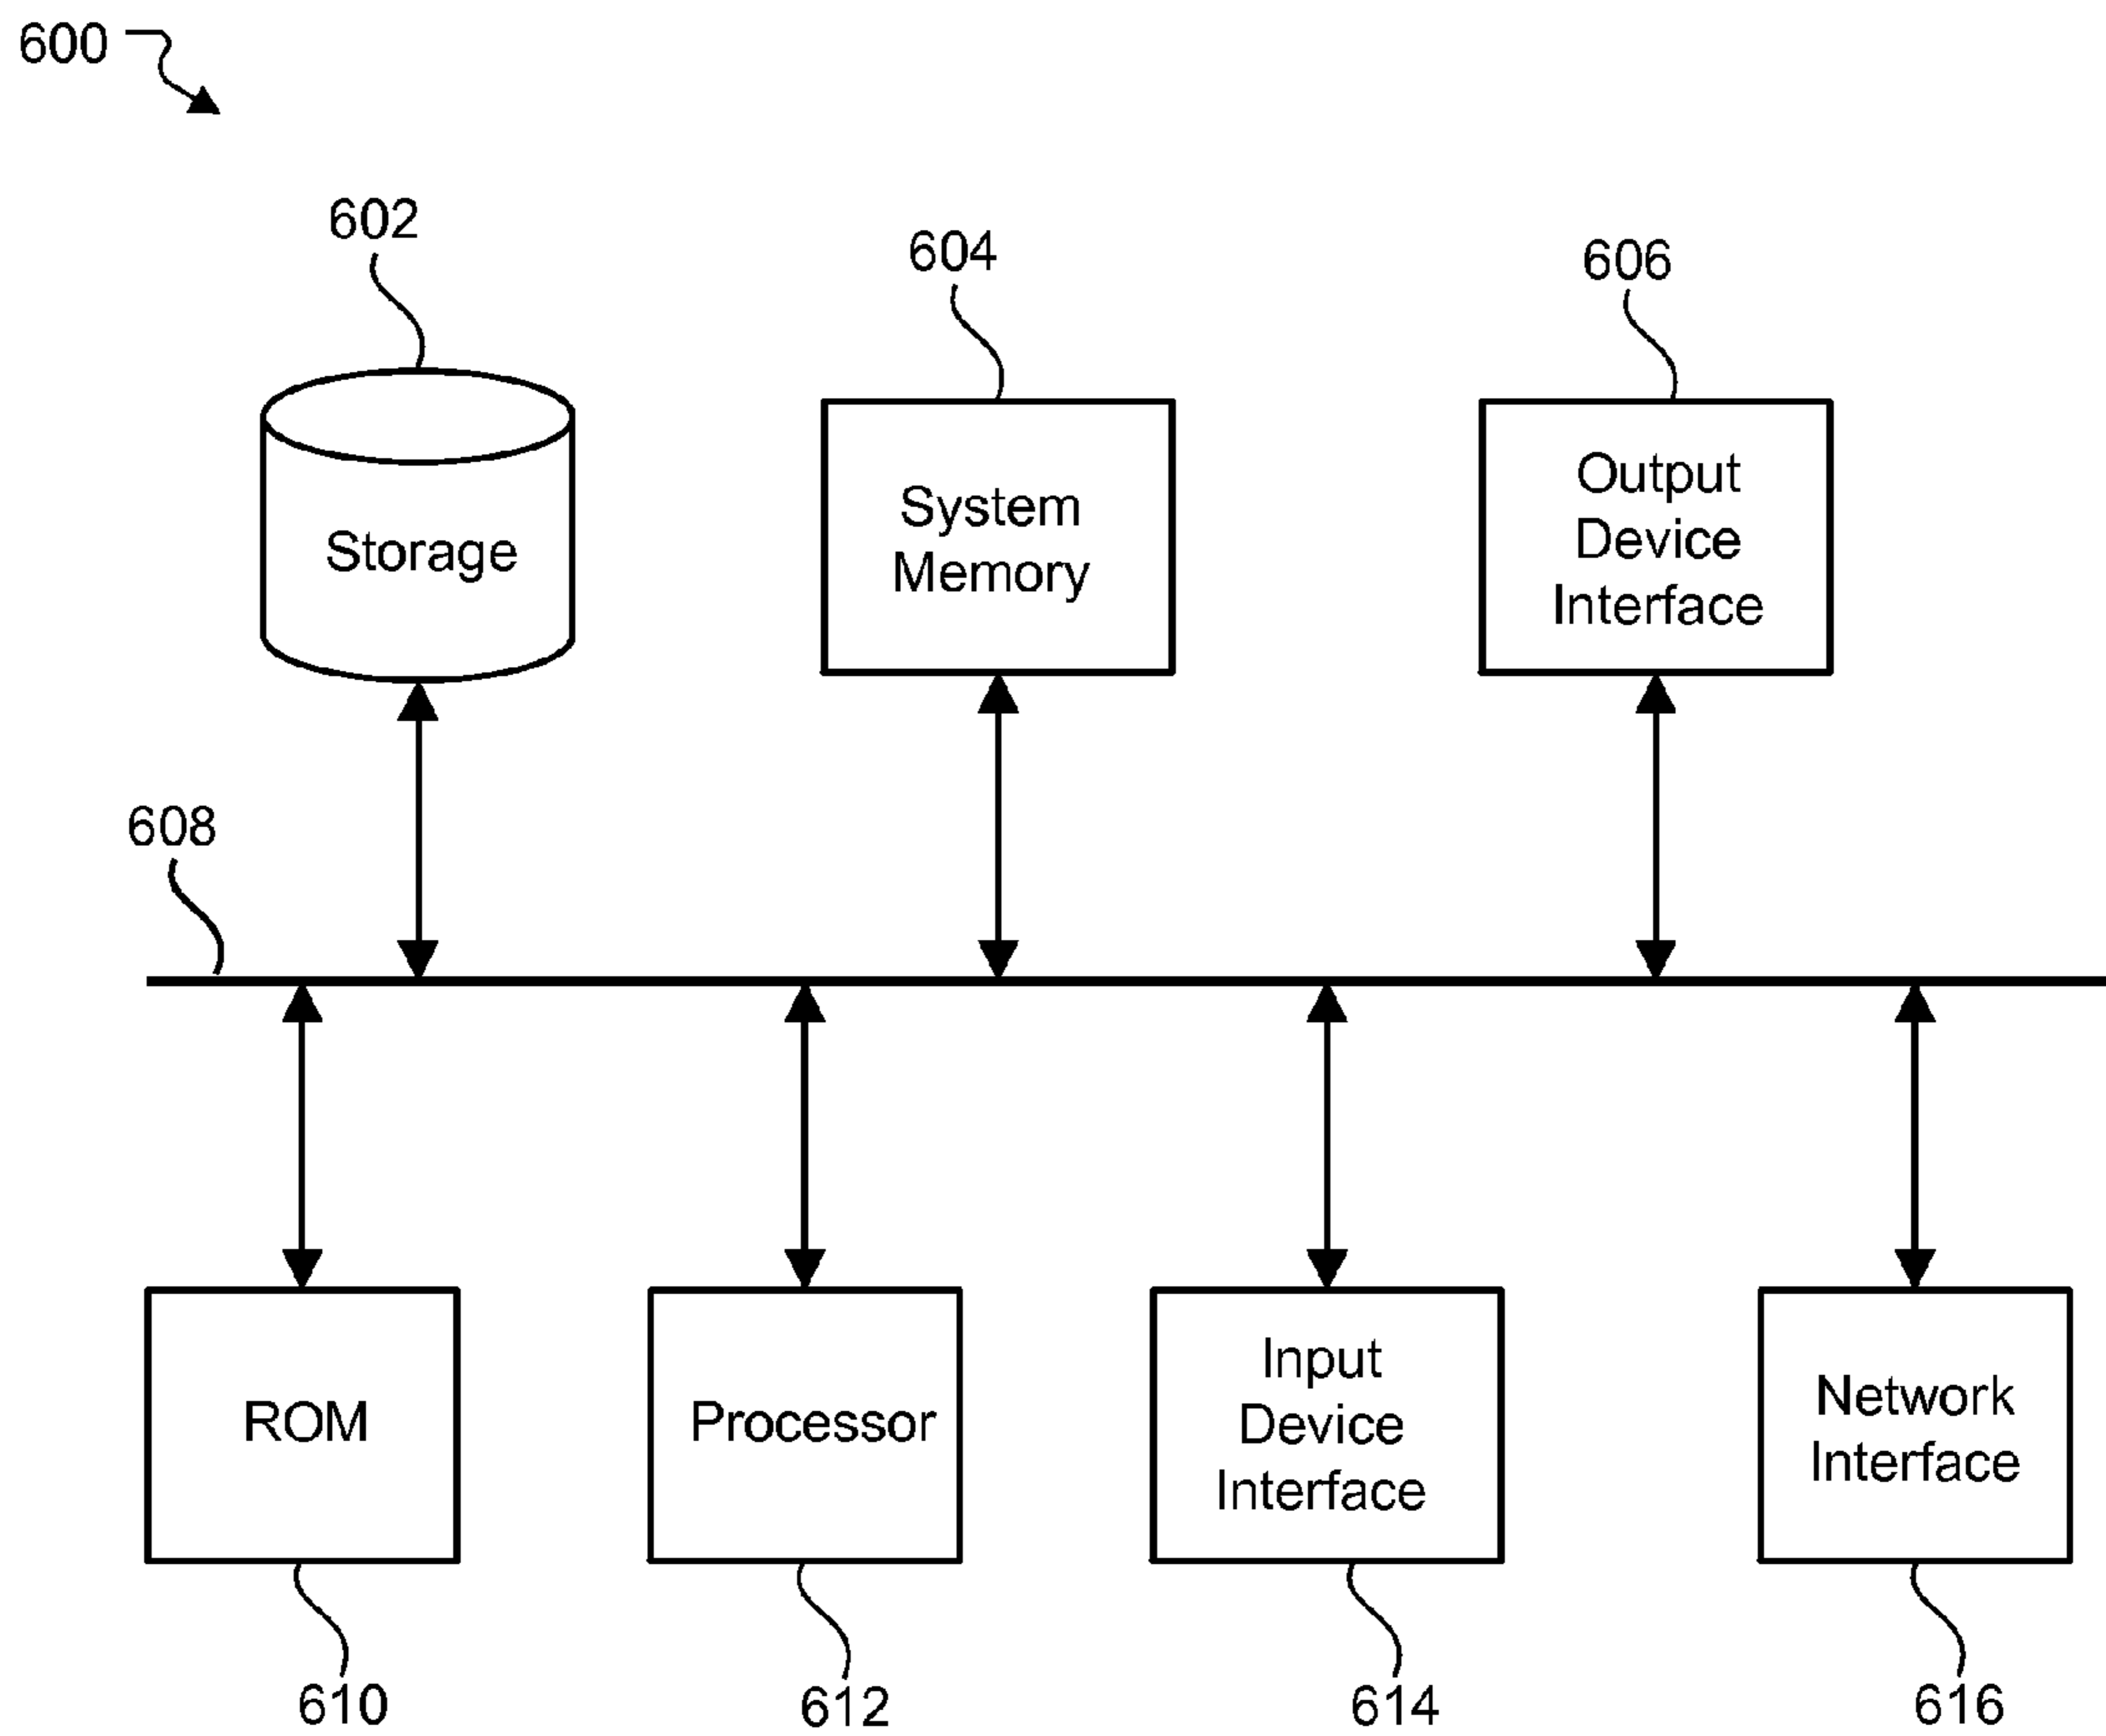 600
602
604
606
Storage
System
Memory
Output
Device
Interface
608
ROM
Processor
Input
Device
Interface
Network
Interface
610
612
614
616